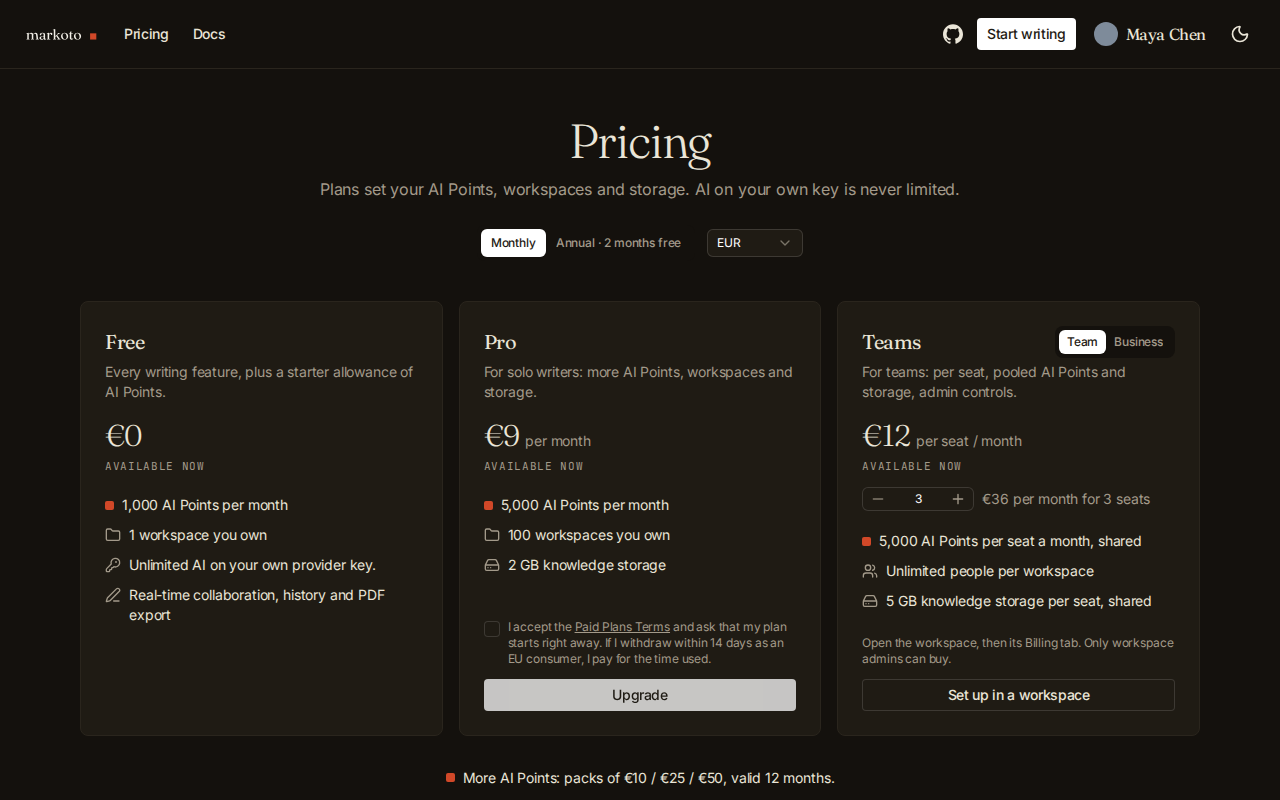 markoto
Pricing
Docs
Start writing
Maya Chen
Pricing
Plans set your AI Points, workspaces and storage. AI on your own key is never limited.
Monthly
Annual · 2 months free
EUR
Free
Every writing feature, plus a starter allowance of
AI Points.
€0
AVAILABLE NOW
1,000 AI Points per month
1 workspace you own
Unlimited AI on your own provider key.
Real-time collaboration, history and PDF
export
Pro
For solo writers: more AI Points, workspaces and
storage.
€9 per month
AVAILABLE NOW
5,000 AI Points per month
100 workspaces you own
2 GB knowledge storage
I accept the Paid Plans Terms and ask that my plan
starts right away. If I withdraw within 14 days as an
EU consumer, I pay for the time used.
Upgrade
Teams
Team
Business
For teams: per seat, pooled AI Points and
storage, admin controls.
€12 per seat / month
AVAILABLE NOW
3
€36 per month for 3 seats
5,000 AI Points per seat a month, shared
Unlimited people per workspace
5 GB knowledge storage per seat, shared
Open the workspace, then its Billing tab. Only workspace
admins can buy.
Set up in a workspace
More AI Points: packs of €10 / €25 / €50, valid 12 months.